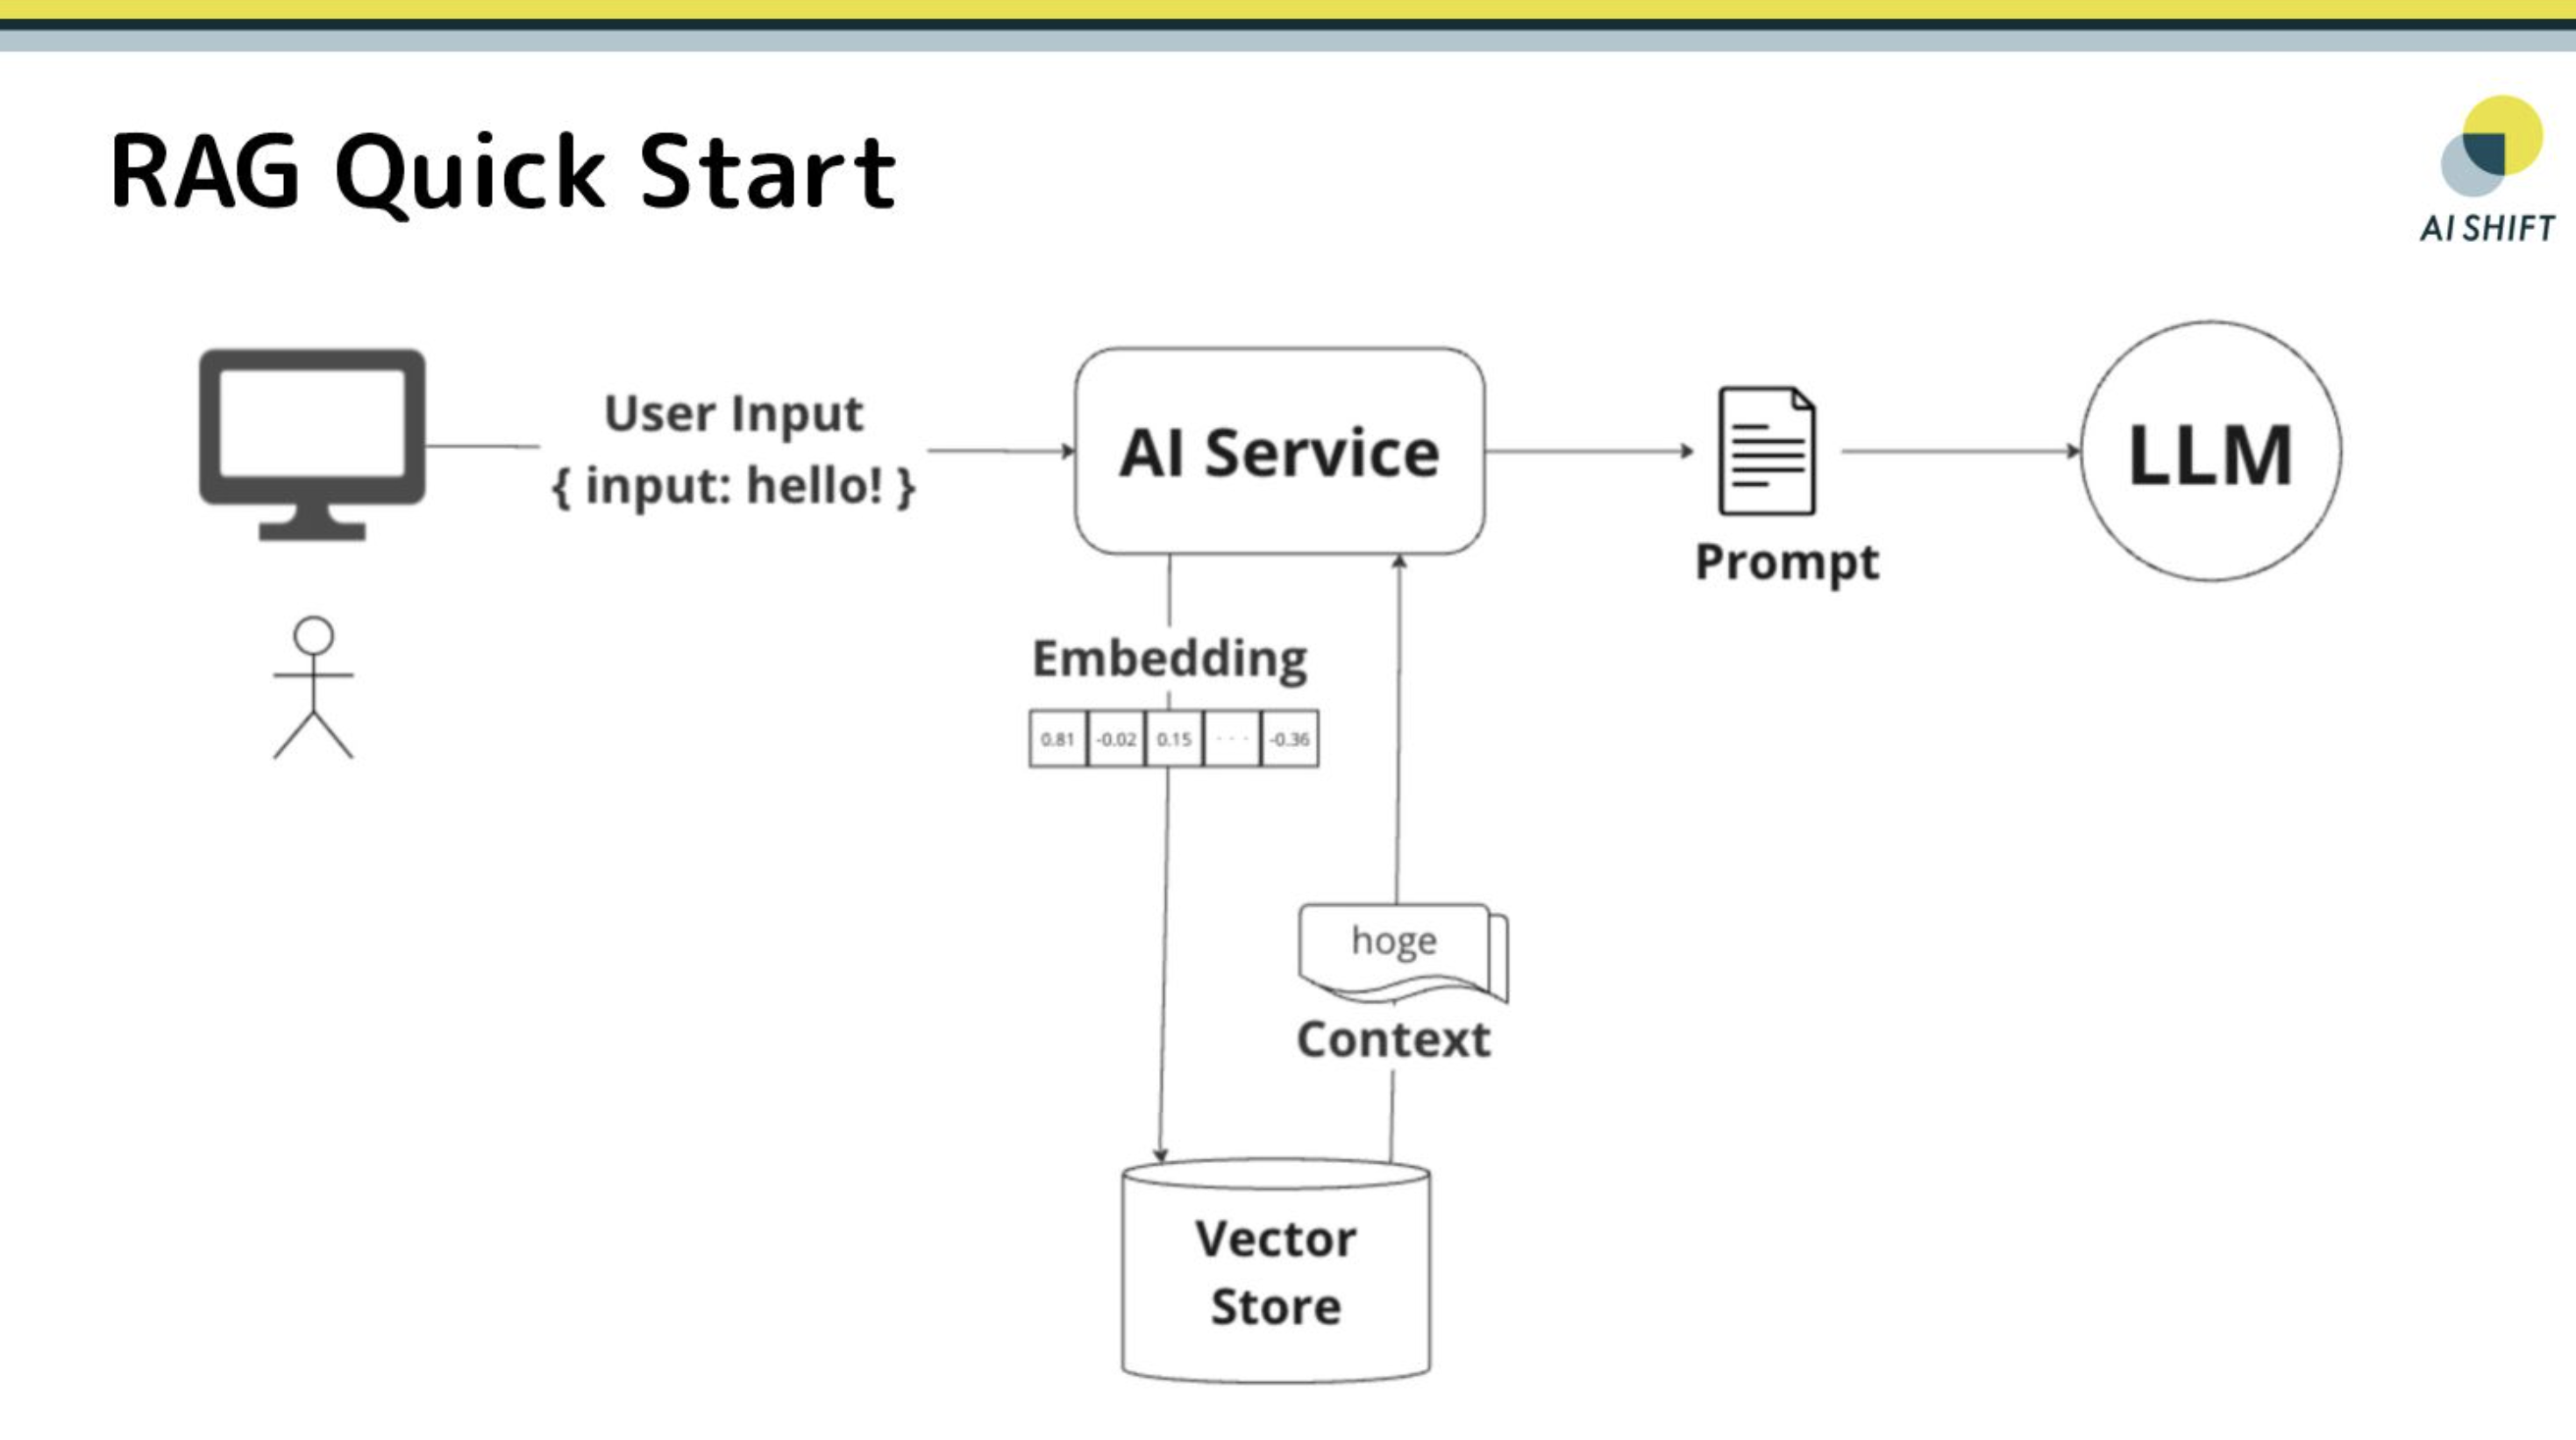 RAG Quick Start
AI SHIFT
User Input
{ input: hello! }
AI Service
Prompt
LLM
Embedding
0.81 -0.02 0.15 · · · -0.36
hoge
Context
Vector
Store